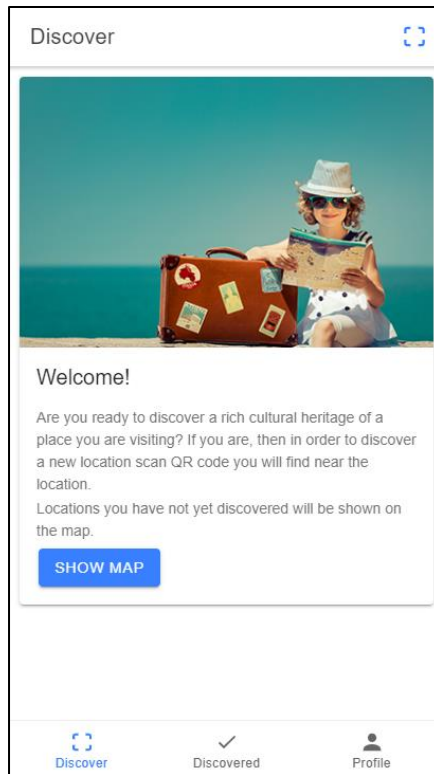 Discover
Welcome!
Are you ready to discover a rich cultural heritage of a
place you are visiting? If you are, then in order to discover
a new location scan QR code you will find near the
location.
Locations you have not yet discovered will be shown on
the map.
SHOW MAP
Discover
Discovered
Profile